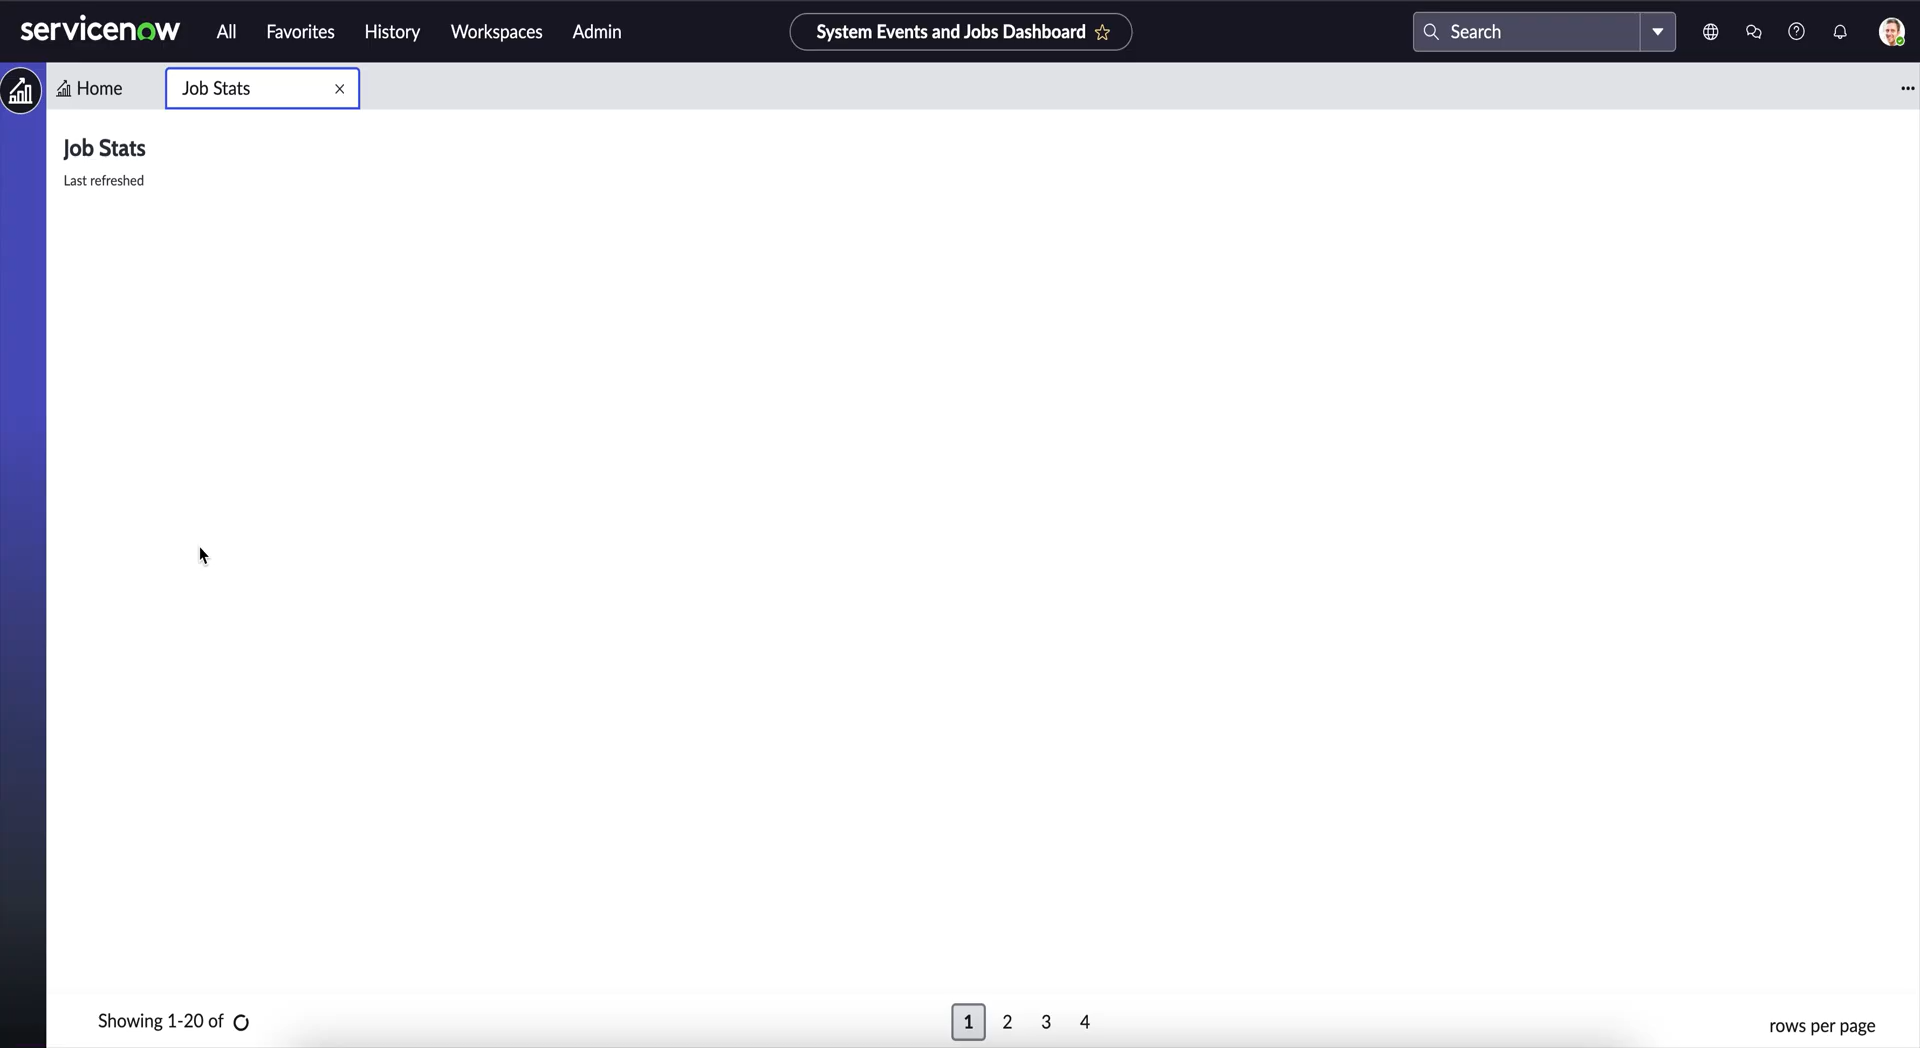 servicenow All Favorites History Workspaces Admin System Events and Jobs Dashboard Search
Home Job Stats
Job Stats
Last refreshed
Showing 1-20 of 1 2 3 4 rows per page